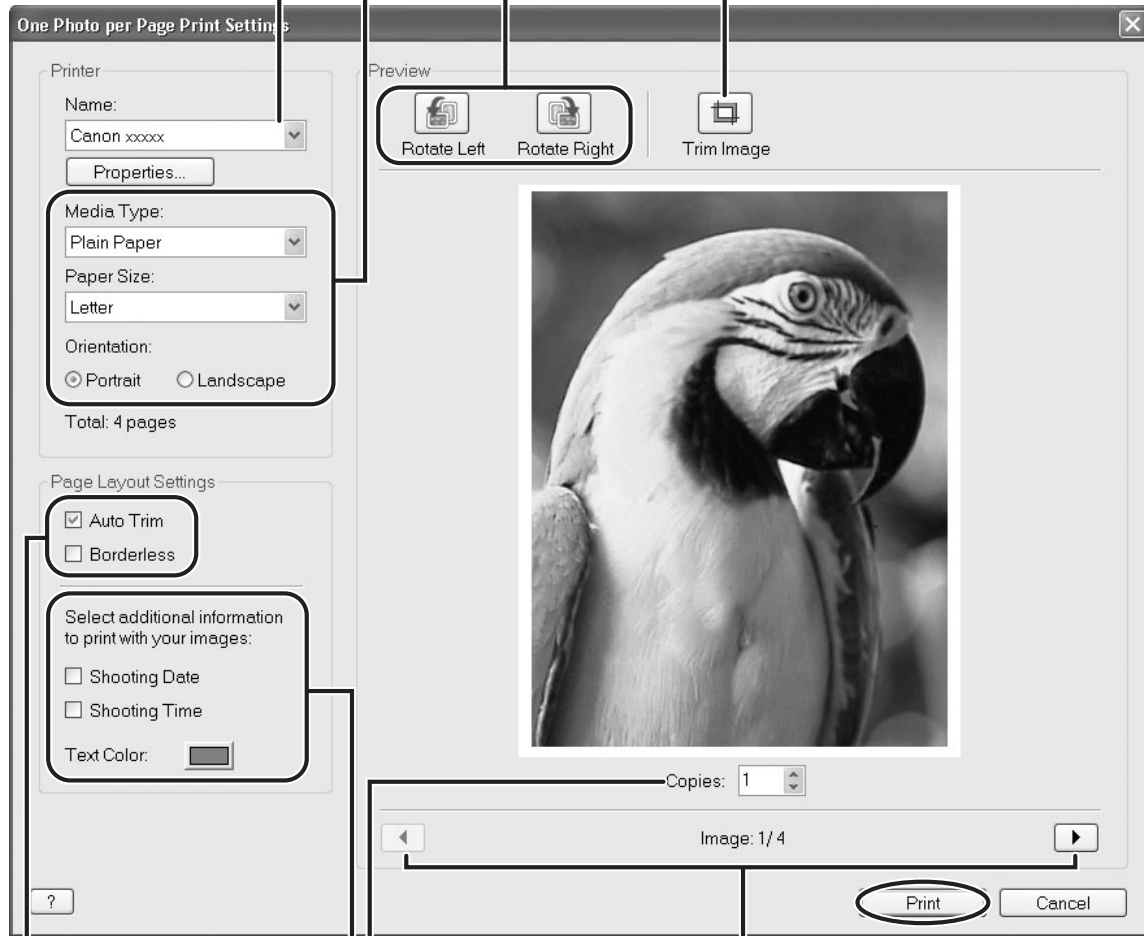 One Photo per Page Print Settings
Printer
Name:
Canon xxxxx
Properties...
Media Type:
Plain Paper
Paper Size:
Letter
Orientation:
Portrait Landscape
Total: 4 pages
Page Layout Settings
Auto Trim
Borderless
Select additional information
to print with your images:
Shooting Date
Shooting Time
Text Color:
Preview
Rotate Left Rotate Right Trim Image
Copies: 1
Image: 1/ 4
?
Print Cancel